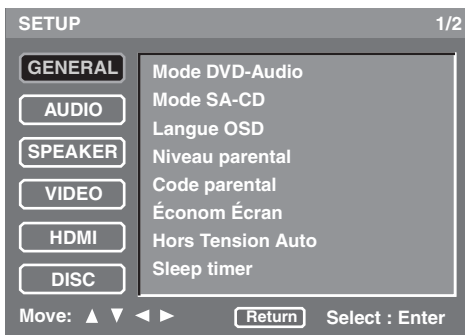 SETUP 1/2
GENERAL
AUDIO
SPEAKER
VIDEO
HDMI
DISC
Mode DVD-Audio
Mode SA-CD
Langue OSD
Niveau parental
Code parental
Économ Écran
Hors Tension Auto
Sleep timer
Move: ▲ ▼ ◄ ► Return Select : Enter